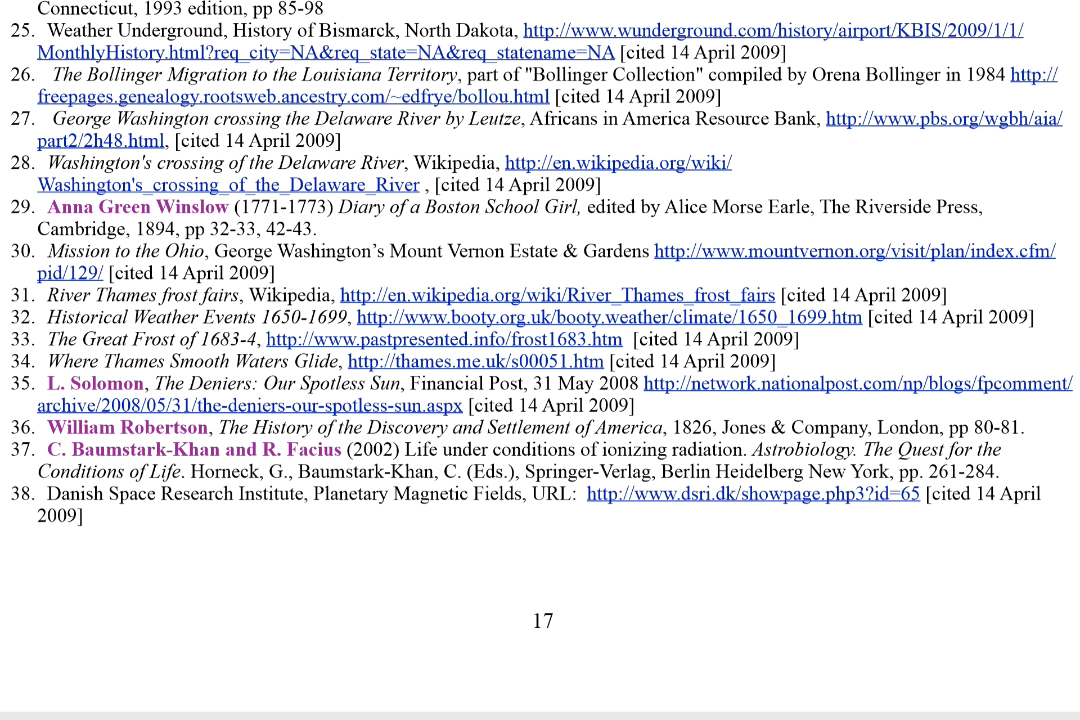 Connecticut, 1993 edition, pp 85-98
25. Weather Underground, History of Bismarck, North Dakota, http://www.wunderground.com/history/airport/KBIS/2009/1/1/
MonthlyHistory.html?req_city=NA&req_state=NA&req_statename=NA [cited 14 April 2009]
26. The Bollinger Migration to the Louisiana Territory, part of "Bollinger Collection" compiled by Orena Bollinger in 1984 http://
freepages.genealogy.rootsweb.ancestry.com/~edfrye/bollou.html [cited 14 April 2009]
27. George Washington crossing the Delaware River by Leutze, Africans in America Resource Bank, http://www.pbs.org/wgbh/aia/
part2/2h48.html, [cited 14 April 2009]
28. Washington's crossing of the Delaware River, Wikipedia, http://en.wikipedia.org/wiki/
Washington's_crossing_of_the_Delaware_River , [cited 14 April 2009]
29. Anna Green Winslow (1771-1773) Diary of a Boston School Girl, edited by Alice Morse Earle, The Riverside Press,
Cambridge, 1894, pp 32-33, 42-43.
30. Mission to the Ohio, George Washington’s Mount Vernon Estate & Gardens http://www.mountvernon.org/visit/plan/index.cfm/
pid/129/ [cited 14 April 2009]
31. River Thames frost fairs, Wikipedia, http://en.wikipedia.org/wiki/River_Thames_frost_fairs [cited 14 April 2009]
32. Historical Weather Events 1650-1699, http://www.booty.org.uk/booty.weather/climate/1650_1699.htm [cited 14 April 2009]
33. The Great Frost of 1683-4, http://www.pastpresented.info/frost1683.htm [cited 14 April 2009]
34. Where Thames Smooth Waters Glide, http://thames.me.uk/s00051.htm [cited 14 April 2009]
35. L. Solomon, The Deniers: Our Spotless Sun, Financial Post, 31 May 2008 http://network.nationalpost.com/np/blogs/fpcomment/
archive/2008/05/31/the-deniers-our-spotless-sun.aspx [cited 14 April 2009]
36. William Robertson, The History of the Discovery and Settlement of America, 1826, Jones & Company, London, pp 80-81.
37. C. Baumstark-Khan and R. Facius (2002) Life under conditions of ionizing radiation. Astrobiology. The Quest for the
Conditions of Life. Horneck, G., Baumstark-Khan, C. (Eds.), Springer-Verlag, Berlin Heidelberg New York, pp. 261-284.
38. Danish Space Research Institute, Planetary Magnetic Fields, URL: http://www.dsri.dk/showpage.php3?id=65 [cited 14 April
2009]
17